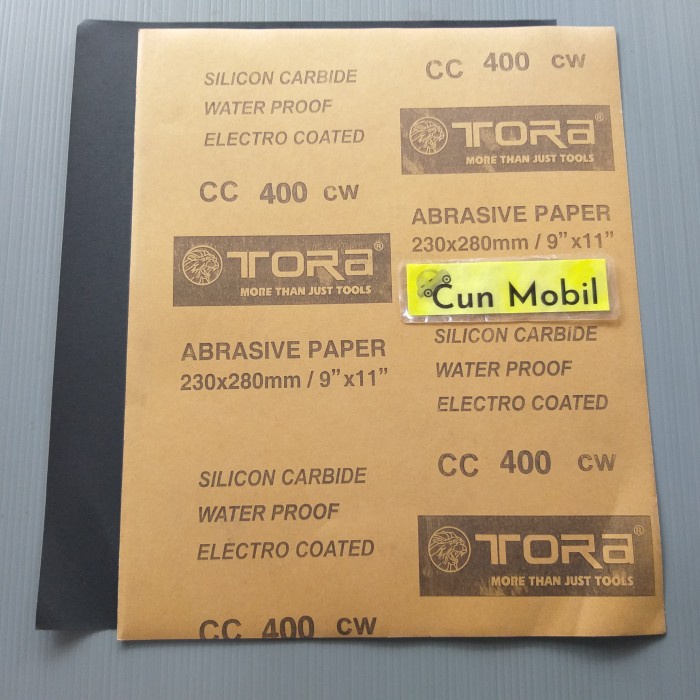 SILICON CARBIDE
WATER PROOF
ELECTRO COATED
CC 400 CW
TORA®
MORE THAN JUST TOOLS
ABRASIVE PAPER
230x280mm / 9” x11”
SILICON CARBIDE
WATER PROOF
ELECTRO COATED
CC 400 CW
CC 400 CW
TORA®
MORE THAN JUST TOOLS
ABRASIVE PAPER
230x280mm / 9” x11”
Cun Mobil
SILICON CARBIDE
WATER PROOF
ELECTRO COATED
CC 400 CW
TORA®
MORE THAN JUST TOOLS